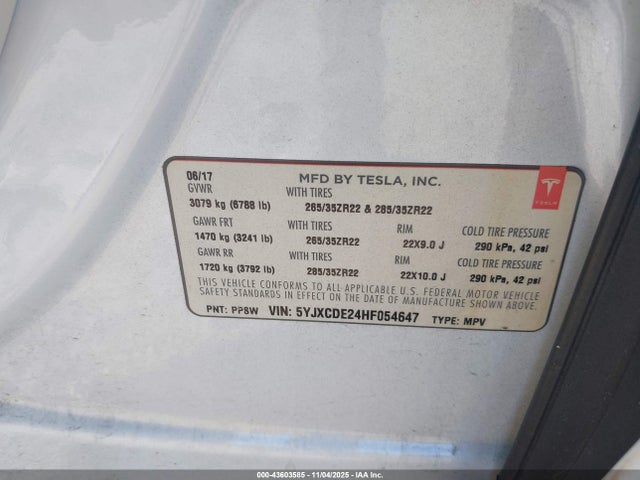 06/17 MFD BY TESLA, INC.
GVWR WITH TIRES
3079 kg (6788 lb) 265/35ZR22 & 285/35ZR22
GAWR FRT WITH TIRES RIM COLD TIRE PRESSURE
1470 kg (3241 lb) 265/35ZR22 22X9.0 J 290 kPa, 42 psi
GAWR RR WITH TIRES RIM COLD TIRE PRESSURE
1720 kg (3792 lb) 285/35ZR22 22X10.0 J 290 kPa, 42 psi
THIS VEHICLE CONFORMS TO ALL APPLICABLE U.S. FEDERAL MOTOR VEHICLE
SAFETY STANDARDS IN EFFECT ON THE DATE OF MANUFACTURE SHOWN ABOVE.
PNT: PPSW VIN: 5YJXCDE24HF054647 TYPE: MPV
TESLA
000-43603585 - 11/04/2025 - IAA Inc.